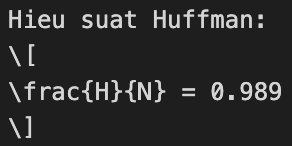 Hieu suat Huffman:
\[
\frac{H}{N} = 0.989
\]